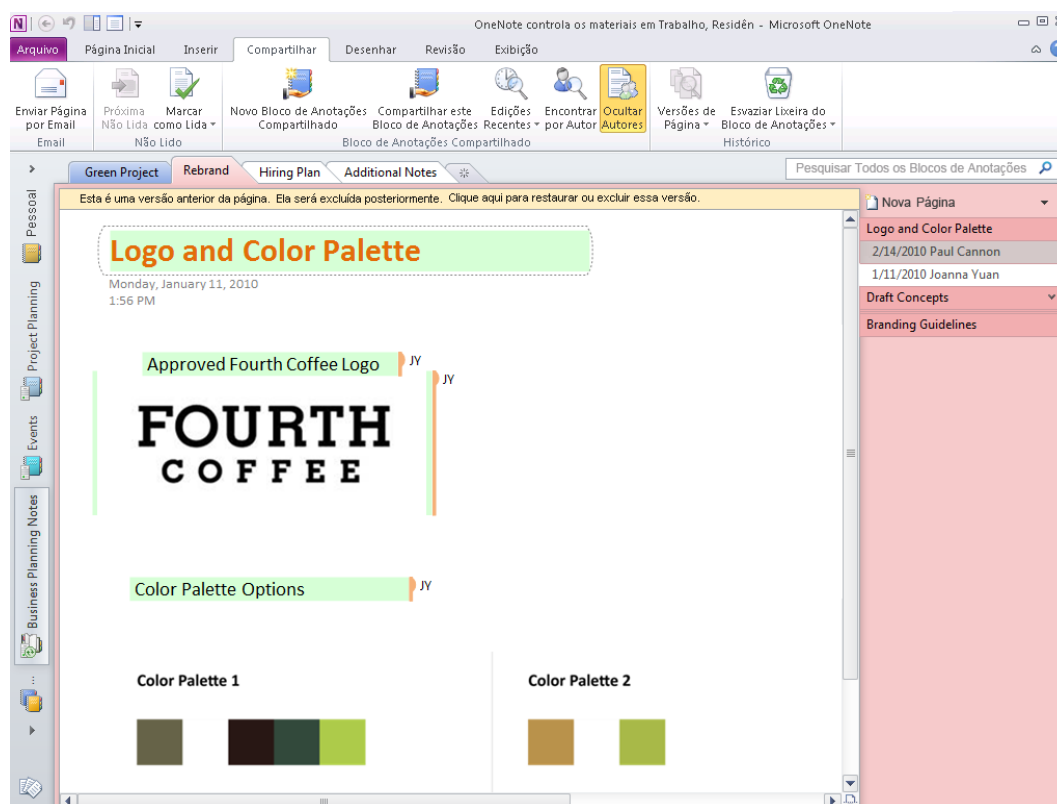 OneNote controla os materiais em Trabalho, Residên - Microsoft OneNote
Arquivo Página Inicial Inserir Compartilhar Desenhar Revisão Exibição
Enviar Página por Email
Próxima Não Lida
Marcar como Lida
Novo Bloco de Anotações Compartilhado
Compartilhar este Bloco de Anotações
Edições Recentes
Encontrar por Autor
Ocultar Autores
Versões de Página
Esvaziar Lixeira do Bloco de Anotações
Email Não Lido Bloco de Anotações Compartilhado Histórico
Green Project Rebrand Hiring Plan Additional Notes
Pesquisar Todos os Blocos de Anotações
Esta é uma versão anterior da página. Ela será excluída posteriormente. Clique aqui para restaurar ou excluir essa versão.
Pessoal
Project Planning
Events
Business Planning Notes
Logo and Color Palette
Monday, January 11, 2010
1:56 PM
Approved Fourth Coffee Logo JY
JY
FOURTH
COFFEE
Color Palette Options JY
Color Palette 1 Color Palette 2
Nova Página
Logo and Color Palette
2/14/2010 Paul Cannon
1/11/2010 Joanna Yuan
Draft Concepts
Branding Guidelines